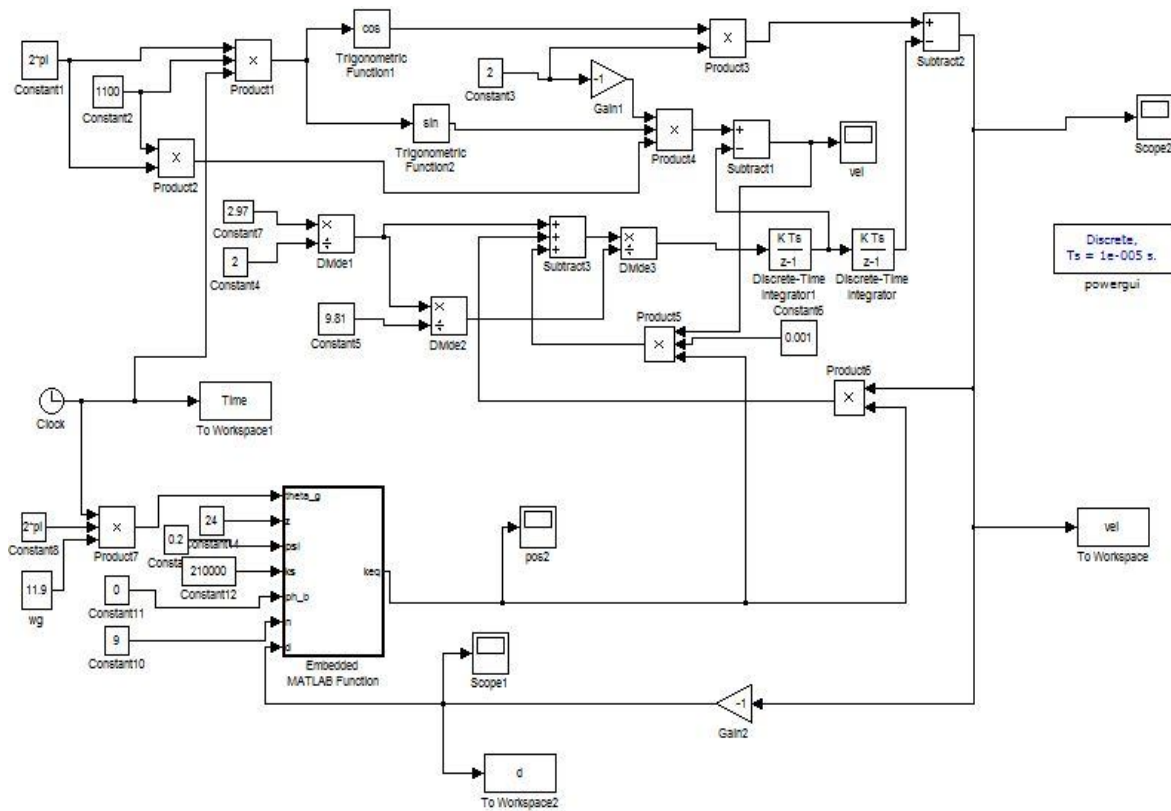 2*pi
Constant1
1100
Constant2
×
Product1
×
Product2
cos
Trigonometric
Function1
sin
Trigonometric
Function2
2
Constant3
-1
Gain1
×
Product3
×
Product4
+
−
Subtract2
+
−
Subtract1
vel
Scope2
2.97
Constant7
2
Constant4
×
÷
Divide1
9.81
Constant5
×
÷
Divide2
+
+
+
Subtract3
×
÷
Divide3
K Ts
z-1
Discrete-Time
Integrator1
K Ts
z-1
Discrete-Time
Integrator
Discrete,
Ts = 1e-005 s.
powergui
Constant6
0.001
Product5
×
Product6
×
Clock
Time
To Workspace1
2*pi
Constant8
11.9
wg
×
Product7
24
Constant14
0.2
210000
Constant12
0
Constant11
9
Constant10
theta_g
z
psi
ks
ph_b
n
d
keq
Embedded
MATLAB Function
pos2
Scope1
-1
Gain2
vel
To Workspace
d
To Workspace2